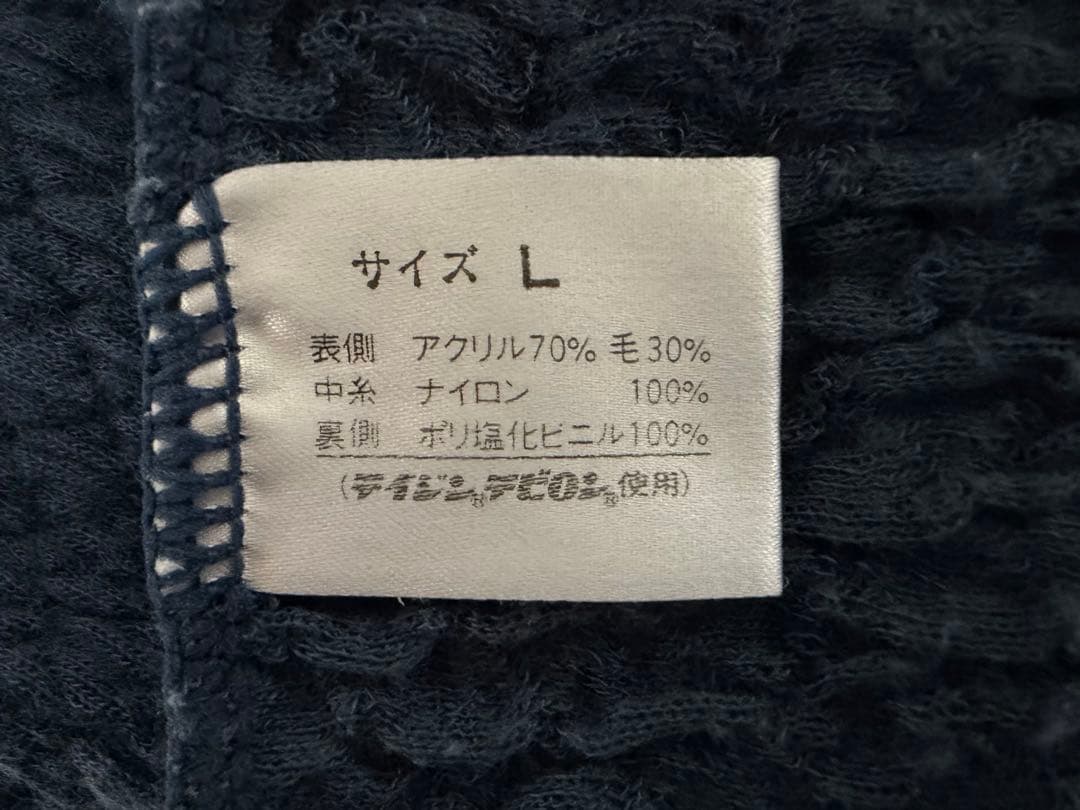 サイズ L
表側 アクリル70% 毛30%
中糸 ナイロン 100%
裏側 ポリ塩化ビニル100%
(テイジン®テビロン®使用)